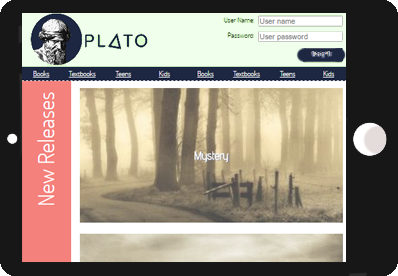 User Name:
User name
PLATO
Password:
User password
Books Textbooks Teens Kids Books Textbooks Teens Kids
New Releases
Mystery